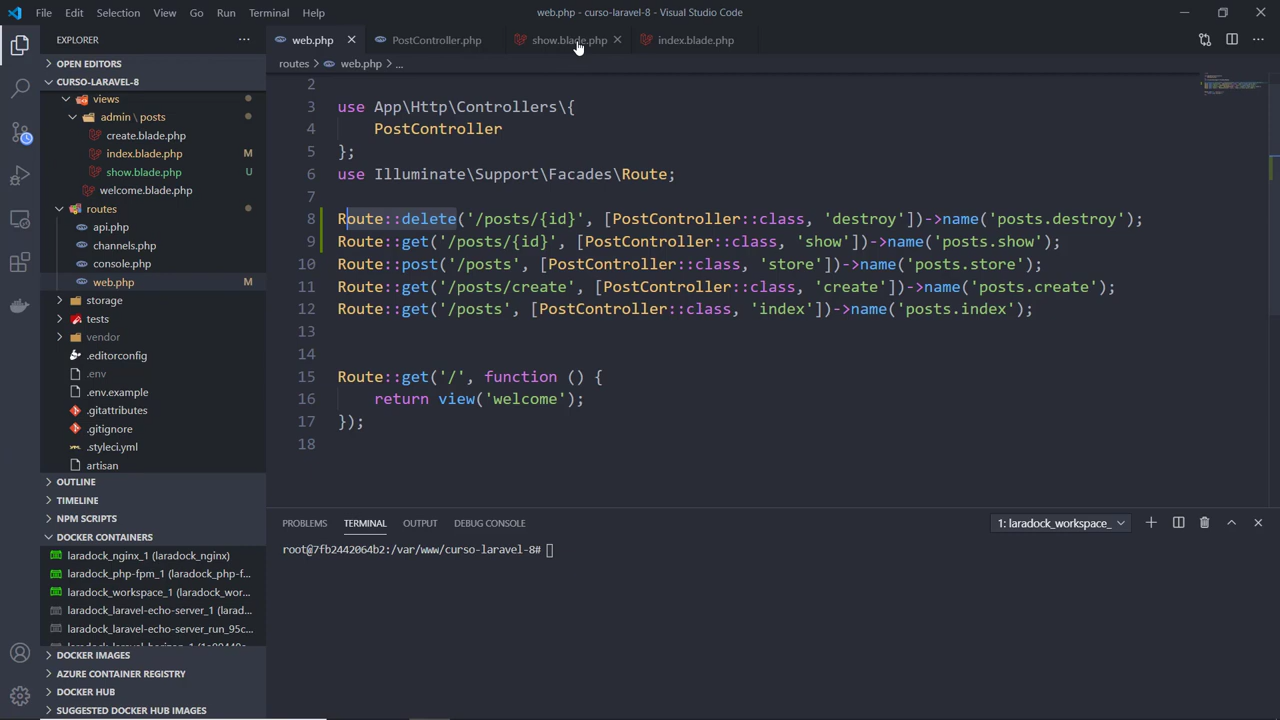 File Edit Selection View Go Run Terminal Help
web.php - curso-laravel-8 - Visual Studio Code
EXPLORER
OPEN EDITORS
CURSO-LARAVEL-8
views
admin \ posts
create.blade.php
index.blade.php M
show.blade.php U
welcome.blade.php
routes
api.php
channels.php
console.php
web.php M
storage
tests
vendor
.editorconfig
.env
.env.example
.gitattributes
.gitignore
.styleci.yml
artisan
OUTLINE
TIMELINE
NPM SCRIPTS
DOCKER CONTAINERS
laradock_nginx_1 (laradock_nginx)
laradock_php-fpm_1 (laradock_php-f...
laradock_workspace_1 (laradock_wor...
laradock_laravel-echo-server_1 (larad...
laradock_laravel-echo-server_run_95c...
DOCKER IMAGES
AZURE CONTAINER REGISTRY
DOCKER HUB
SUGGESTED DOCKER HUB IMAGES
web.php PostController.php show.blade.php index.blade.php
routes > web.php > ...
2
3 use App\Http\Controllers\{
4 PostController
5 };
6 use Illuminate\Support\Facades\Route;
7
8 Route::delete('/posts/{id}', [PostController::class, 'destroy'])->name('posts.destroy');
9 Route::get('/posts/{id}', [PostController::class, 'show'])->name('posts.show');
10 Route::post('/posts', [PostController::class, 'store'])->name('posts.store');
11 Route::get('/posts/create', [PostController::class, 'create'])->name('posts.create');
12 Route::get('/posts', [PostController::class, 'index'])->name('posts.index');
13
14
15 Route::get('/', function () {
16 return view('welcome');
17 });
18
PROBLEMS TERMINAL OUTPUT DEBUG CONSOLE
1: laradock_workspace_
root@7fb2442064b2:/var/www/curso-laravel-8#